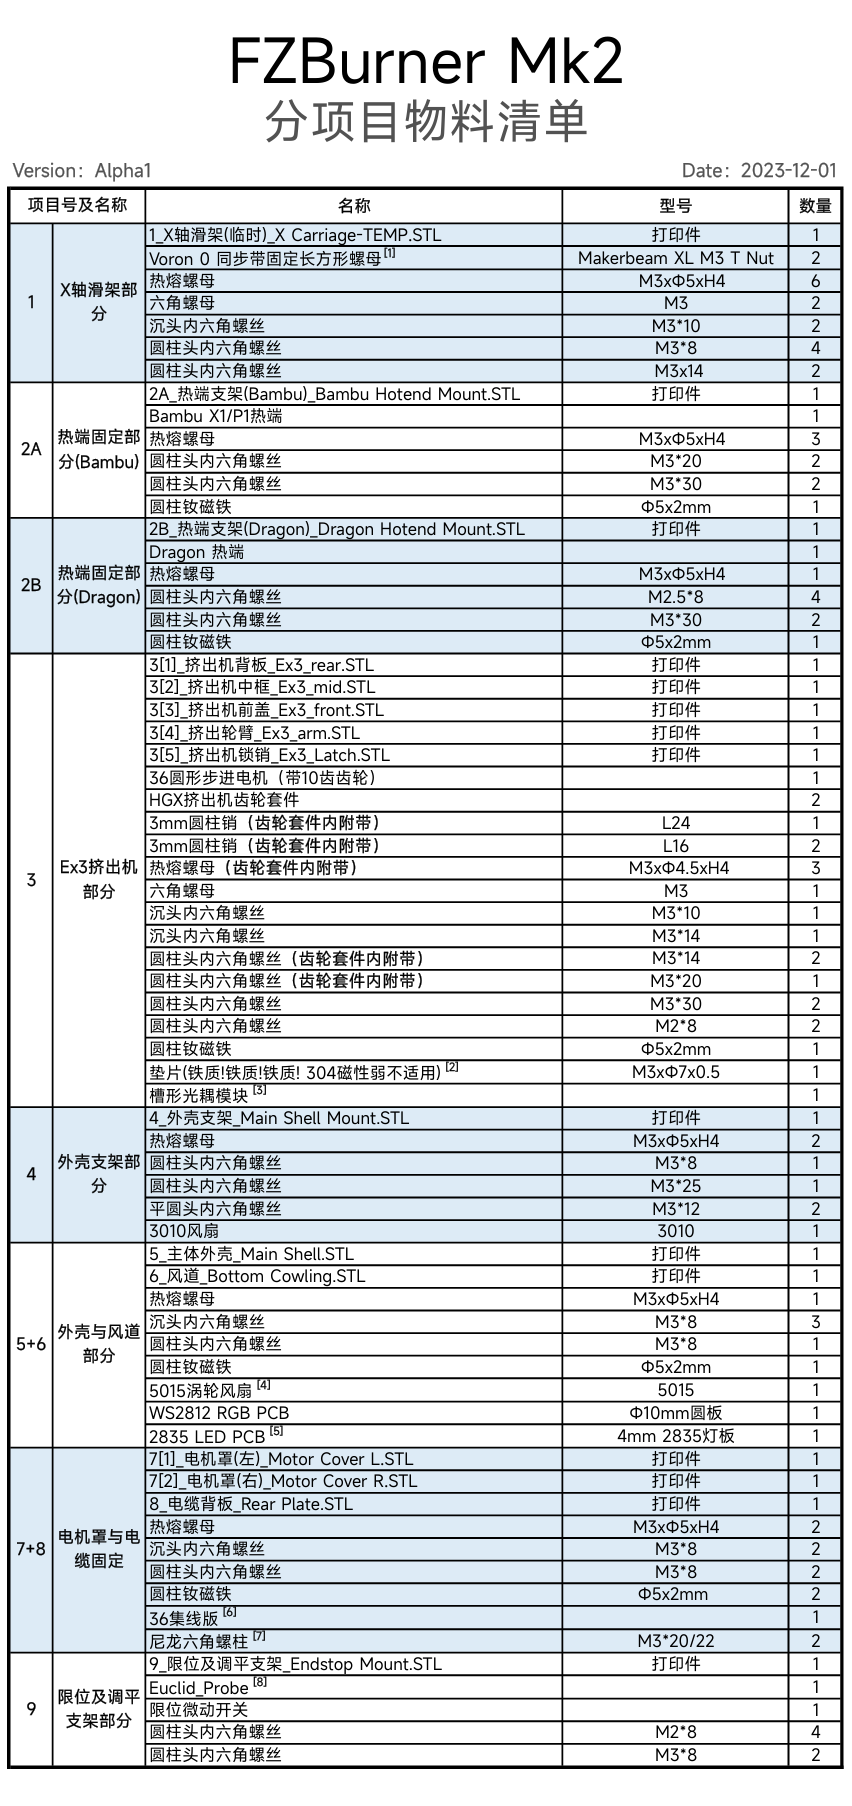 FZBurner Mk2
分项目物料清单
Version：Alpha1 Date：2023-12-01
项目号及名称 名称 型号 数量
1 X轴滑架部分
1_X轴滑架(临时)_X Carriage-TEMP.STL 打印件 1
Voron 0 同步带固定长方形螺母[1] Makerbeam XL M3 T Nut 2
热熔螺母 M3xΦ5xH4 6
六角螺母 M3 2
沉头内六角螺丝 M3*10 2
圆柱头内六角螺丝 M3*8 4
圆柱头内六角螺丝 M3x14 2
2A 热端固定部分(Bambu)
2A_热端支架(Bambu)_Bambu Hotend Mount.STL 打印件 1
Bambu X1/P1热端 1
热熔螺母 M3xΦ5xH4 3
圆柱头内六角螺丝 M3*20 2
圆柱头内六角螺丝 M3*30 2
圆柱钕磁铁 Φ5x2mm 1
2B 热端固定部分(Dragon)
2B_热端支架(Dragon)_Dragon Hotend Mount.STL 打印件 1
Dragon 热端 1
热熔螺母 M3xΦ5xH4 1
圆柱头内六角螺丝 M2.5*8 4
圆柱头内六角螺丝 M3*30 2
圆柱钕磁铁 Φ5x2mm 1
3 Ex3挤出机部分
3[1]_挤出机背板_Ex3_rear.STL 打印件 1
3[2]_挤出机中框_Ex3_mid.STL 打印件 1
3[3]_挤出机前盖_Ex3_front.STL 打印件 1
3[4]_挤出轮臂_Ex3_arm.STL 打印件 1
3[5]_挤出机锁销_Ex3_Latch.STL 打印件 1
36圆形步进电机（带10齿齿轮） 1
HGX挤出机齿轮套件 2
3mm圆柱销（齿轮套件内附带） L24 1
3mm圆柱销（齿轮套件内附带） L16 2
热熔螺母（齿轮套件内附带） M3xΦ4.5xH4 3
六角螺母 M3 1
沉头内六角螺丝 M3*10 1
沉头内六角螺丝 M3*14 1
圆柱头内六角螺丝（齿轮套件内附带） M3*14 2
圆柱头内六角螺丝（齿轮套件内附带） M3*20 1
圆柱头内六角螺丝 M3*30 2
圆柱头内六角螺丝 M2*8 2
圆柱钕磁铁 Φ5x2mm 1
垫片(铁质!铁质!铁质! 304磁性弱不适用) [2] M3xΦ7x0.5 1
槽形光耦模块 [3] 1
4 外壳支架部分
4_外壳支架_Main Shell Mount.STL 打印件 1
热熔螺母 M3xΦ5xH4 2
圆柱头内六角螺丝 M3*8 1
圆柱头内六角螺丝 M3*25 1
平圆头内六角螺丝 M3*12 2
3010风扇 3010 1
5+6 外壳与风道部分
5_主体外壳_Main Shell.STL 打印件 1
6_风道_Bottom Cowling.STL 打印件 1
热熔螺母 M3xΦ5xH4 1
沉头内六角螺丝 M3*8 3
圆柱头内六角螺丝 M3*8 1
圆柱钕磁铁 Φ5x2mm 1
5015涡轮风扇 [4] 5015 1
WS2812 RGB PCB Φ10mm圆板 1
2835 LED PCB [5] 4mm 2835灯板 1
7+8 电机罩与电缆固定
7[1]_电机罩(左)_Motor Cover L.STL 打印件 1
7[2]_电机罩(右)_Motor Cover R.STL 打印件 1
8_电缆背板_Rear Plate.STL 打印件 1
热熔螺母 M3xΦ5xH4 2
沉头内六角螺丝 M3*8 2
圆柱头内六角螺丝 M3*8 2
圆柱钕磁铁 Φ5x2mm 2
36集线版 [6] 1
尼龙六角螺柱 [7] M3*20/22 2
9 限位及调平支架部分
9_限位及调平支架_Endstop Mount.STL 打印件 1
Euclid_Probe [8] 1
限位微动开关 1
圆柱头内六角螺丝 M2*8 4
圆柱头内六角螺丝 M3*8 2